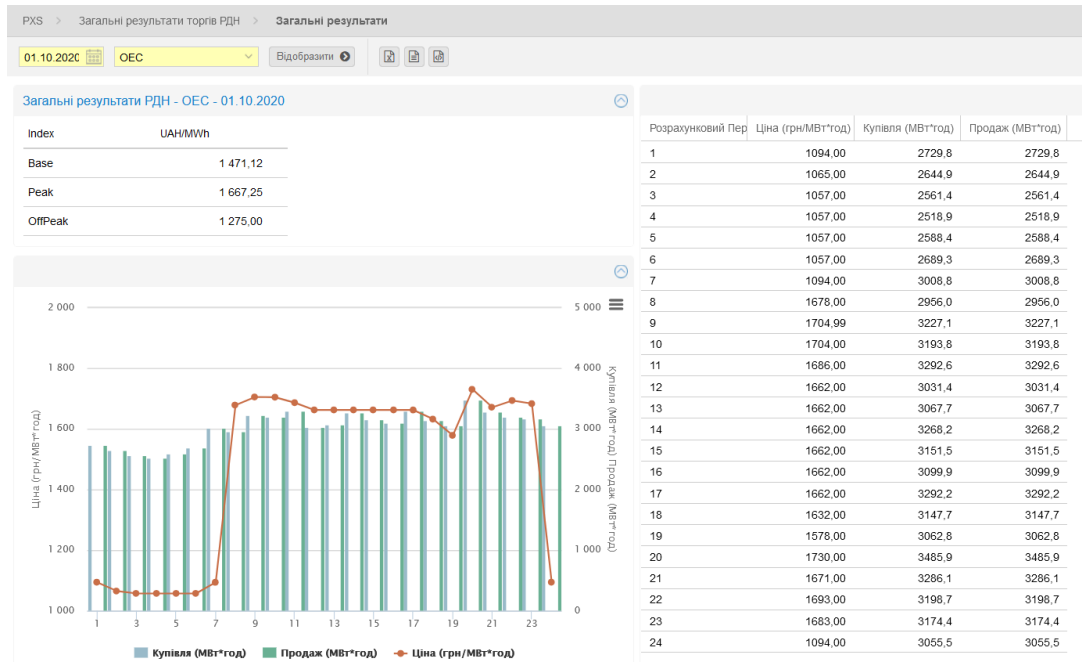 PXS > Загальні результати торгів РДН > Загальні результати
01.10.2020 ОЕС Відобразити
Загальні результати РДН - ОЕС - 01.10.2020
Index UAH/MWh
Base 1 471,12
Peak 1 667,25
OffPeak 1 275,00
2 000 5 000
1 800 4 000
1 600 3 000
1 400 2 000
1 200 1 000
1 000 0
Ціна (грн/МВт*год)
Купівля (МВт*год) Продаж (МВт*год)
1 3 5 7 9 11 13 15 17 19 21 23
Купівля (МВт*год) Продаж (МВт*год) Ціна (грн/МВт*год)
Розрахунковий Пер Ціна (грн/МВт*год) Купівля (МВт*год) Продаж (МВт*год)
1 1094,00 2729,8 2729,8
2 1065,00 2644,9 2644,9
3 1057,00 2561,4 2561,4
4 1057,00 2518,9 2518,9
5 1057,00 2588,4 2588,4
6 1057,00 2689,3 2689,3
7 1094,00 3008,8 3008,8
8 1678,00 2956,0 2956,0
9 1704,99 3227,1 3227,1
10 1704,00 3193,8 3193,8
11 1686,00 3292,6 3292,6
12 1662,00 3031,4 3031,4
13 1662,00 3067,7 3067,7
14 1662,00 3268,2 3268,2
15 1662,00 3151,5 3151,5
16 1662,00 3099,9 3099,9
17 1662,00 3292,2 3292,2
18 1632,00 3147,7 3147,7
19 1578,00 3062,8 3062,8
20 1730,00 3485,9 3485,9
21 1671,00 3286,1 3286,1
22 1693,00 3198,7 3198,7
23 1683,00 3174,4 3174,4
24 1094,00 3055,5 3055,5